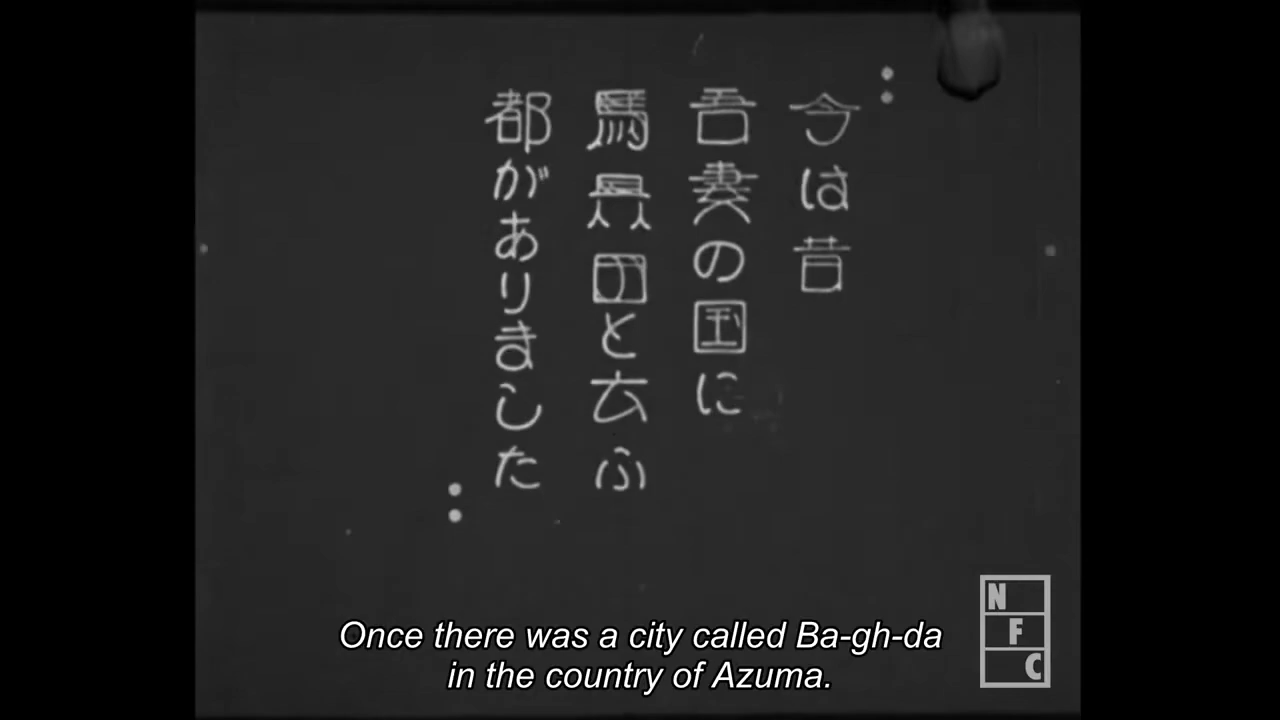 今は昔
吾妻の国に
馬具田と云ふ
都がありました
Once there was a city called Ba-gh-da
in the country of Azuma.
N
F
C